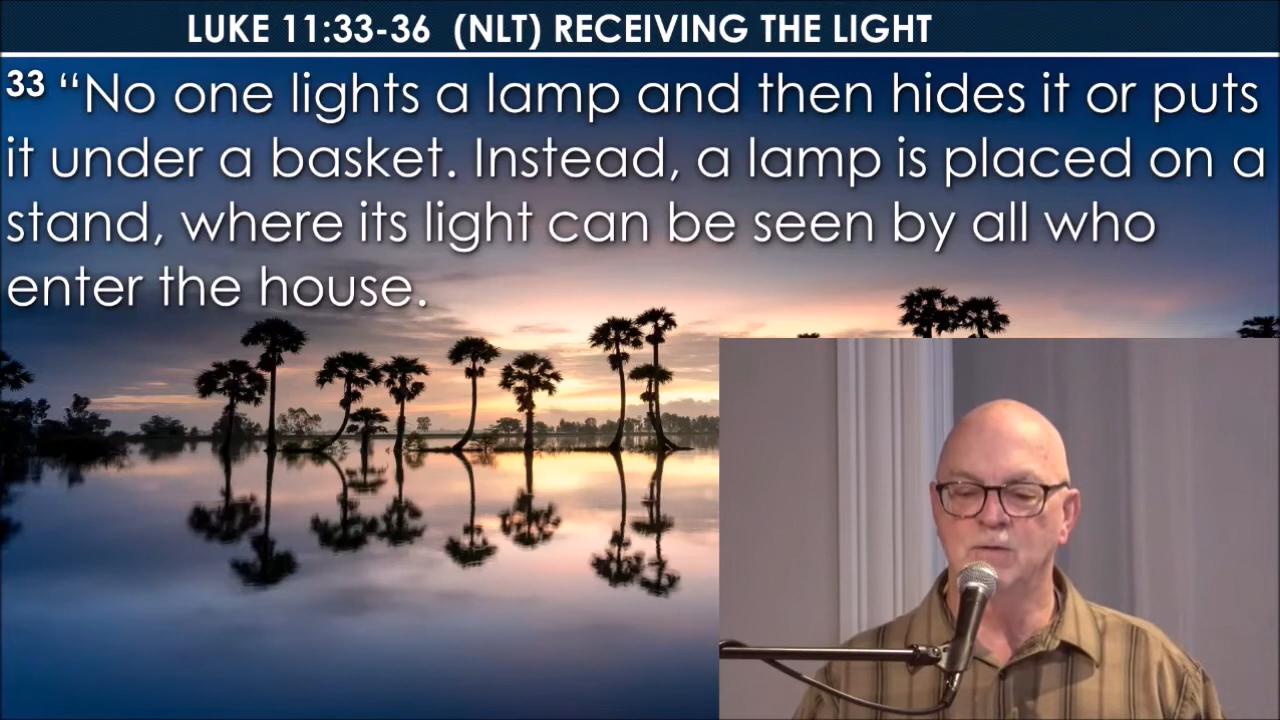 LUKE 11:33-36 (NLT) RECEIVING THE LIGHT
33 “No one lights a lamp and then hides it or puts
it under a basket. Instead, a lamp is placed on a
stand, where its light can be seen by all who
enter the house.